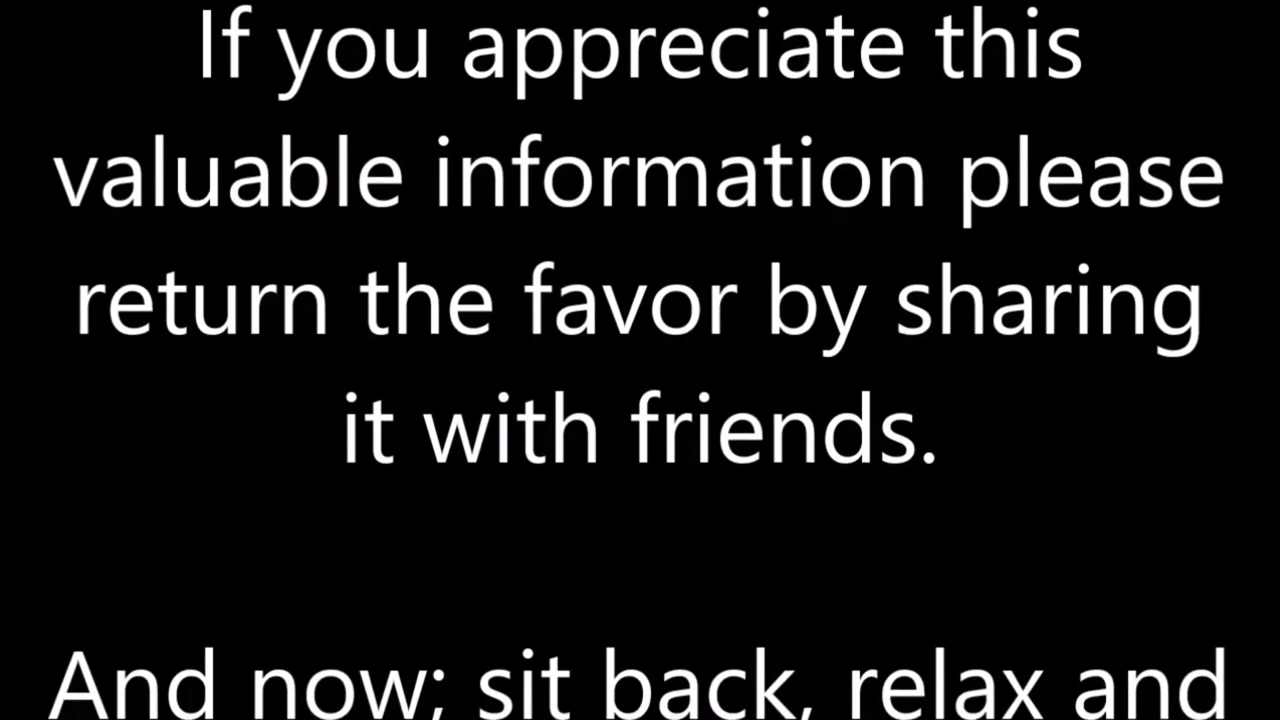 If you appreciate this
valuable information please
return the favor by sharing
it with friends.
And now; sit back, relax and